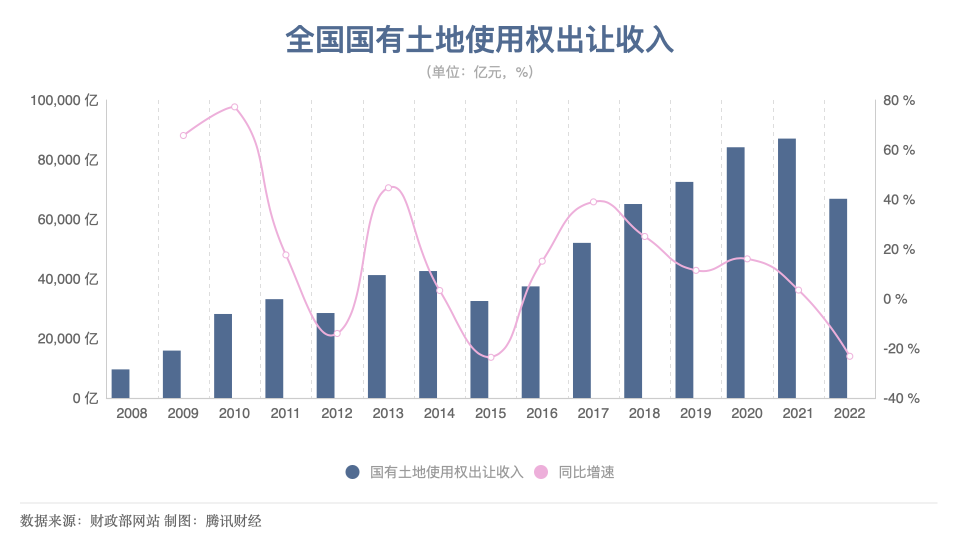 全国国有土地使用权出让收入
(单位：亿元，%)
100,000 亿
80,000 亿
60,000 亿
40,000 亿
20,000 亿
0 亿
80 %
60 %
40 %
20 %
0 %
-20 %
-40 %
2008 2009 2010 2011 2012 2013 2014 2015 2016 2017 2018 2019 2020 2021 2022
国有土地使用权出让收入 同比增速
数据来源：财政部网站 制图：腾讯财经